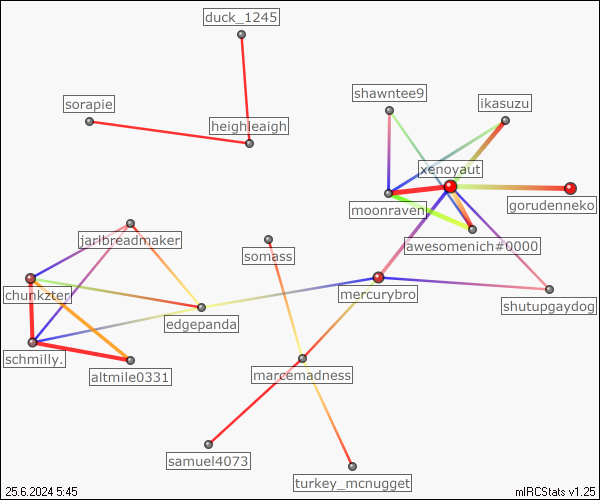 duck_1245
shawntee9
sorapie
ikasuzu
heighleaigh
xenoyaut
moonraven
gorudenneko
jarlbreadmaker
awesomenich#0000
somass
chunkzter
mercurybro
shutupgaydog
edgepanda
schmilly.
altmile0331
marcemadness
samuel4073
turkey_mcnugget
25.6.2024 5:45
mIRCStats v1.25